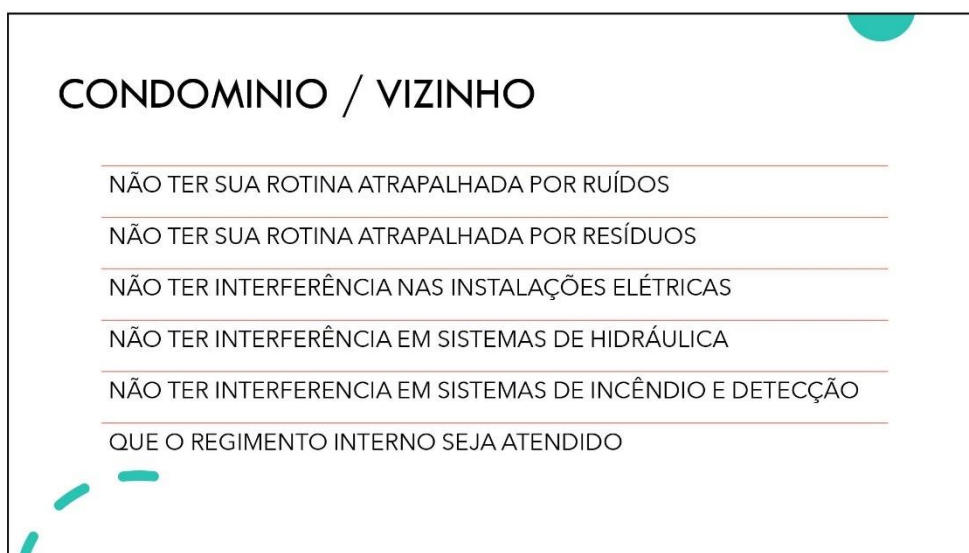 CONDOMINIO / VIZINHO
NÃO TER SUA ROTINA ATRAPALHADA POR RUÍDOS
NÃO TER SUA ROTINA ATRAPALHADA POR RESÍDUOS
NÃO TER INTERFERÊNCIA NAS INSTALAÇÕES ELÉTRICAS
NÃO TER INTERFERÊNCIA EM SISTEMAS DE HIDRÁULICA
NÃO TER INTERFERENCIA EM SISTEMAS DE INCÊNDIO E DETECÇÃO
QUE O REGIMENTO INTERNO SEJA ATENDIDO